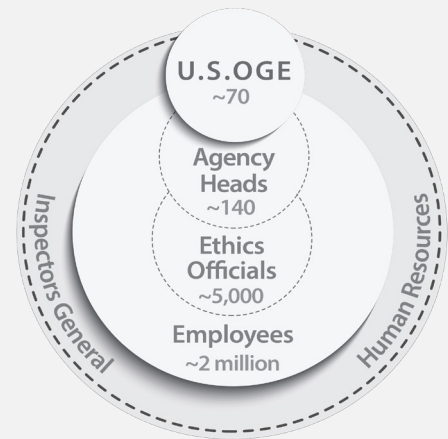 U.S.OGE
~70
Agency
Heads
~140
Ethics
Officials
~5,000
Employees
~2 million
Inspectors General
Human Resources